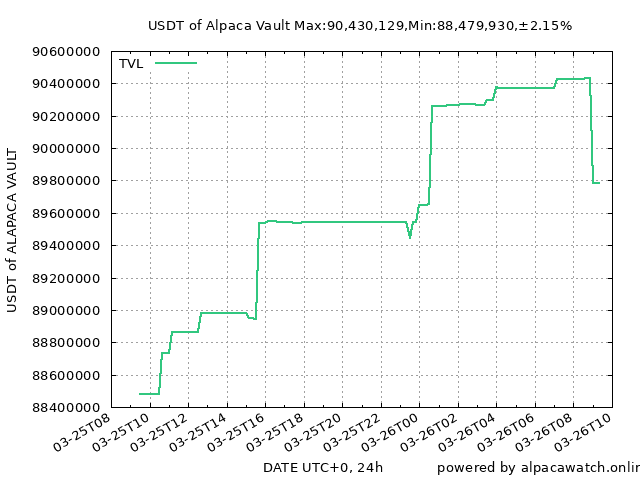 USDT of Alpaca Vault Max:90,430,129,Min:88,479,930,±2.15%
TVL
90600000
90400000
90200000
90000000
89800000
89600000
89400000
89200000
89000000
88800000
88600000
88400000
USDT of ALAPACA VAULT
03-25T08
03-25T10
03-25T12
03-25T14
03-25T16
03-25T18
03-25T20
03-25T22
03-26T00
03-26T02
03-26T04
03-26T06
03-26T08
03-26T10
DATE UTC+0, 24h
powered by alpacawatch.onlin